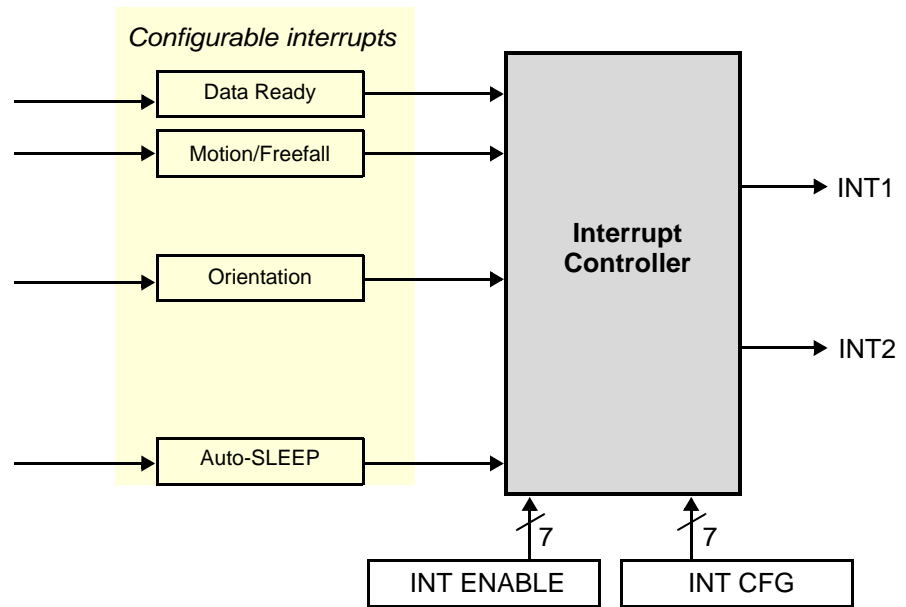 Configurable interrupts
Data Ready
Motion/Freefall
Orientation
Auto-SLEEP
Interrupt
Controller
INT1
INT2
7
7
INT ENABLE
INT CFG